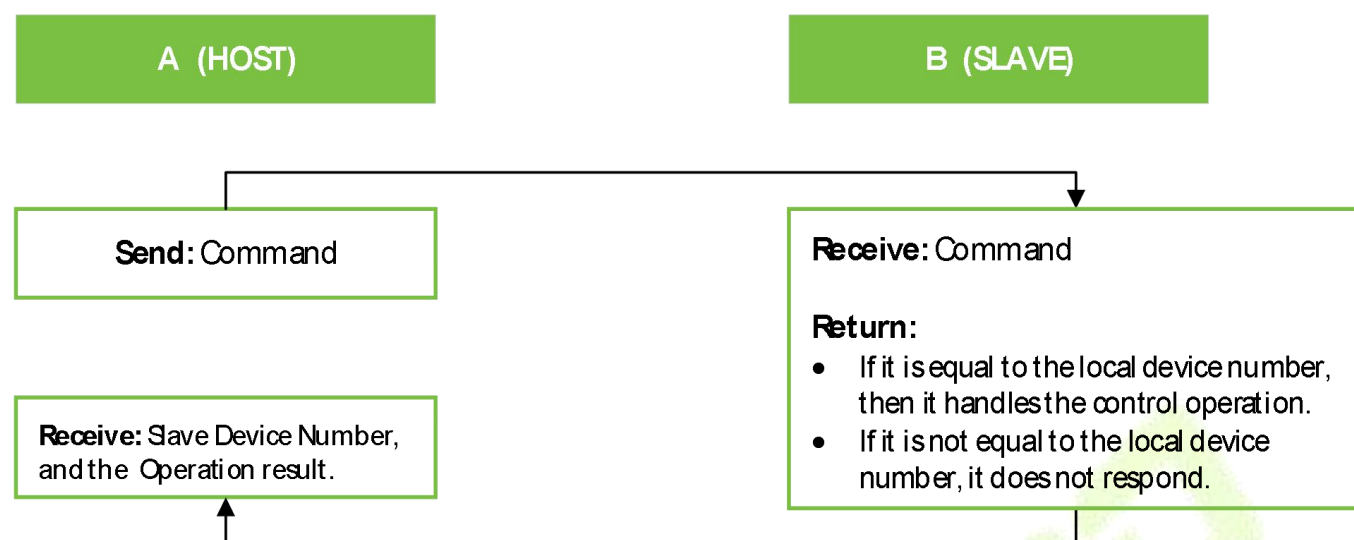 A (HOST)
B (SLAVE)
Send: Command
Receive: Slave Device Number,
and the Operation result.
Receive: Command
Return:
• If it is equal to the local device number,
then it handles the control operation.
• If it is not equal to the local device
number, it does not respond.